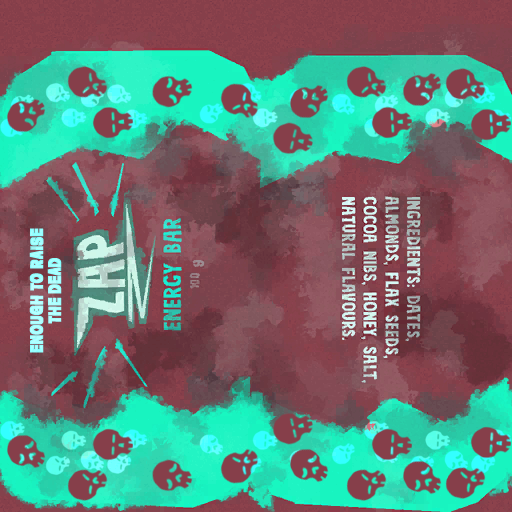 ENOUGH TO RAISE
THE DEAD
ZAP
ENERGY BAR
INGREDIENTS: DATES,
ALMONDS, FLAX SEEDS,
COCOA NIBS, HONEY, SALT,
NATURAL FLAVOURS.